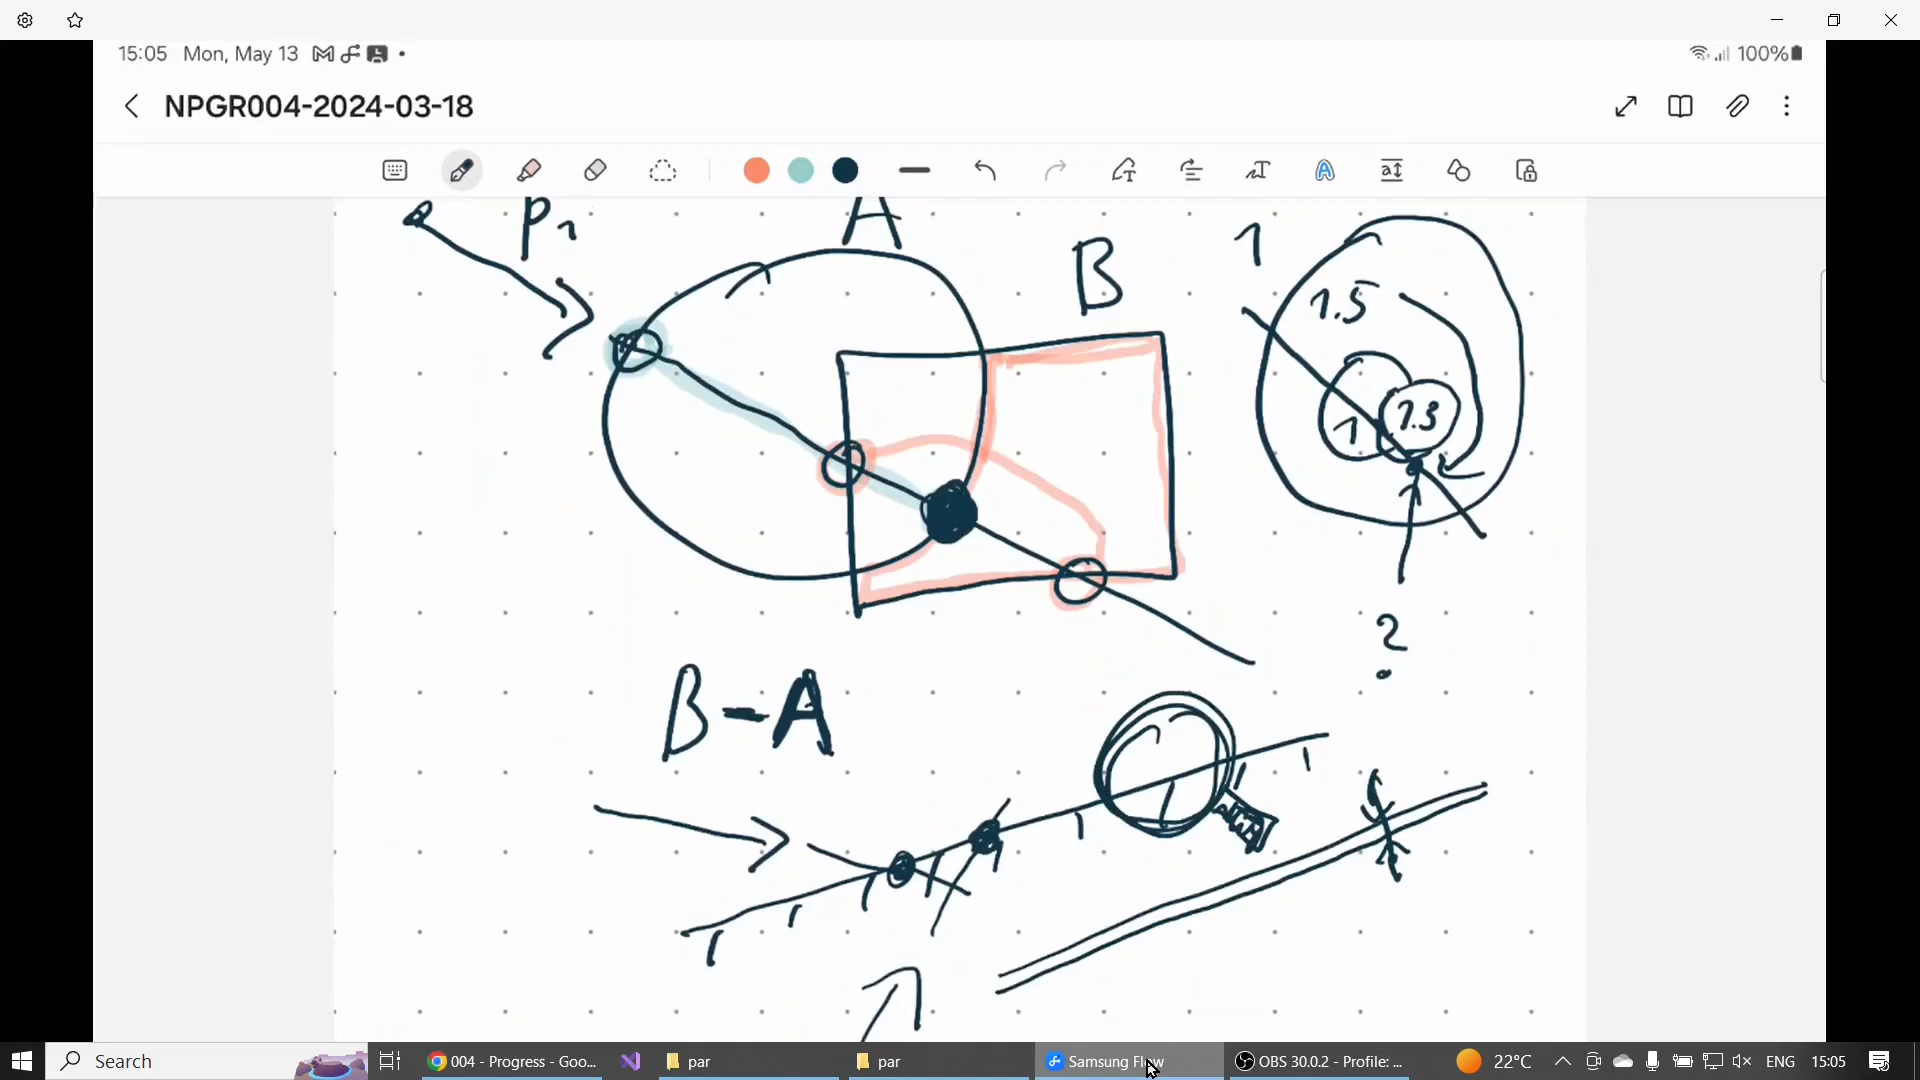 15:05 Mon, May 13
100%
NPGR004-2024-03-18
P1
A
B
1
1.5
1
1.3
?
B-A
Search
004 - Progress - Goo...
par
par
Samsung Flow
OBS 30.0.2 - Profile: ...
22°C
ENG
15:05